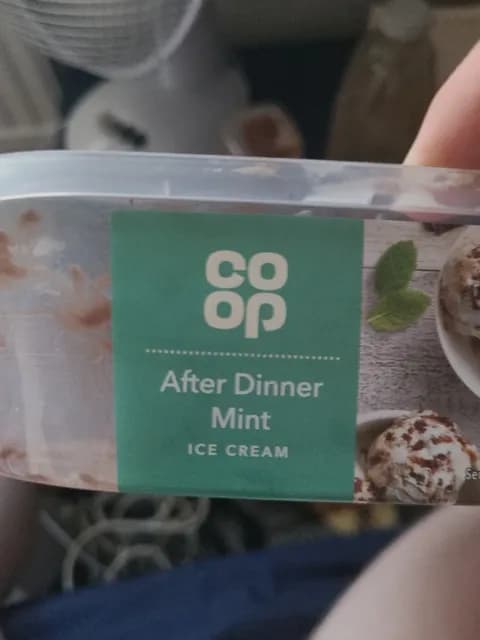 CO
OP
After Dinner
Mint
ICE CREAM